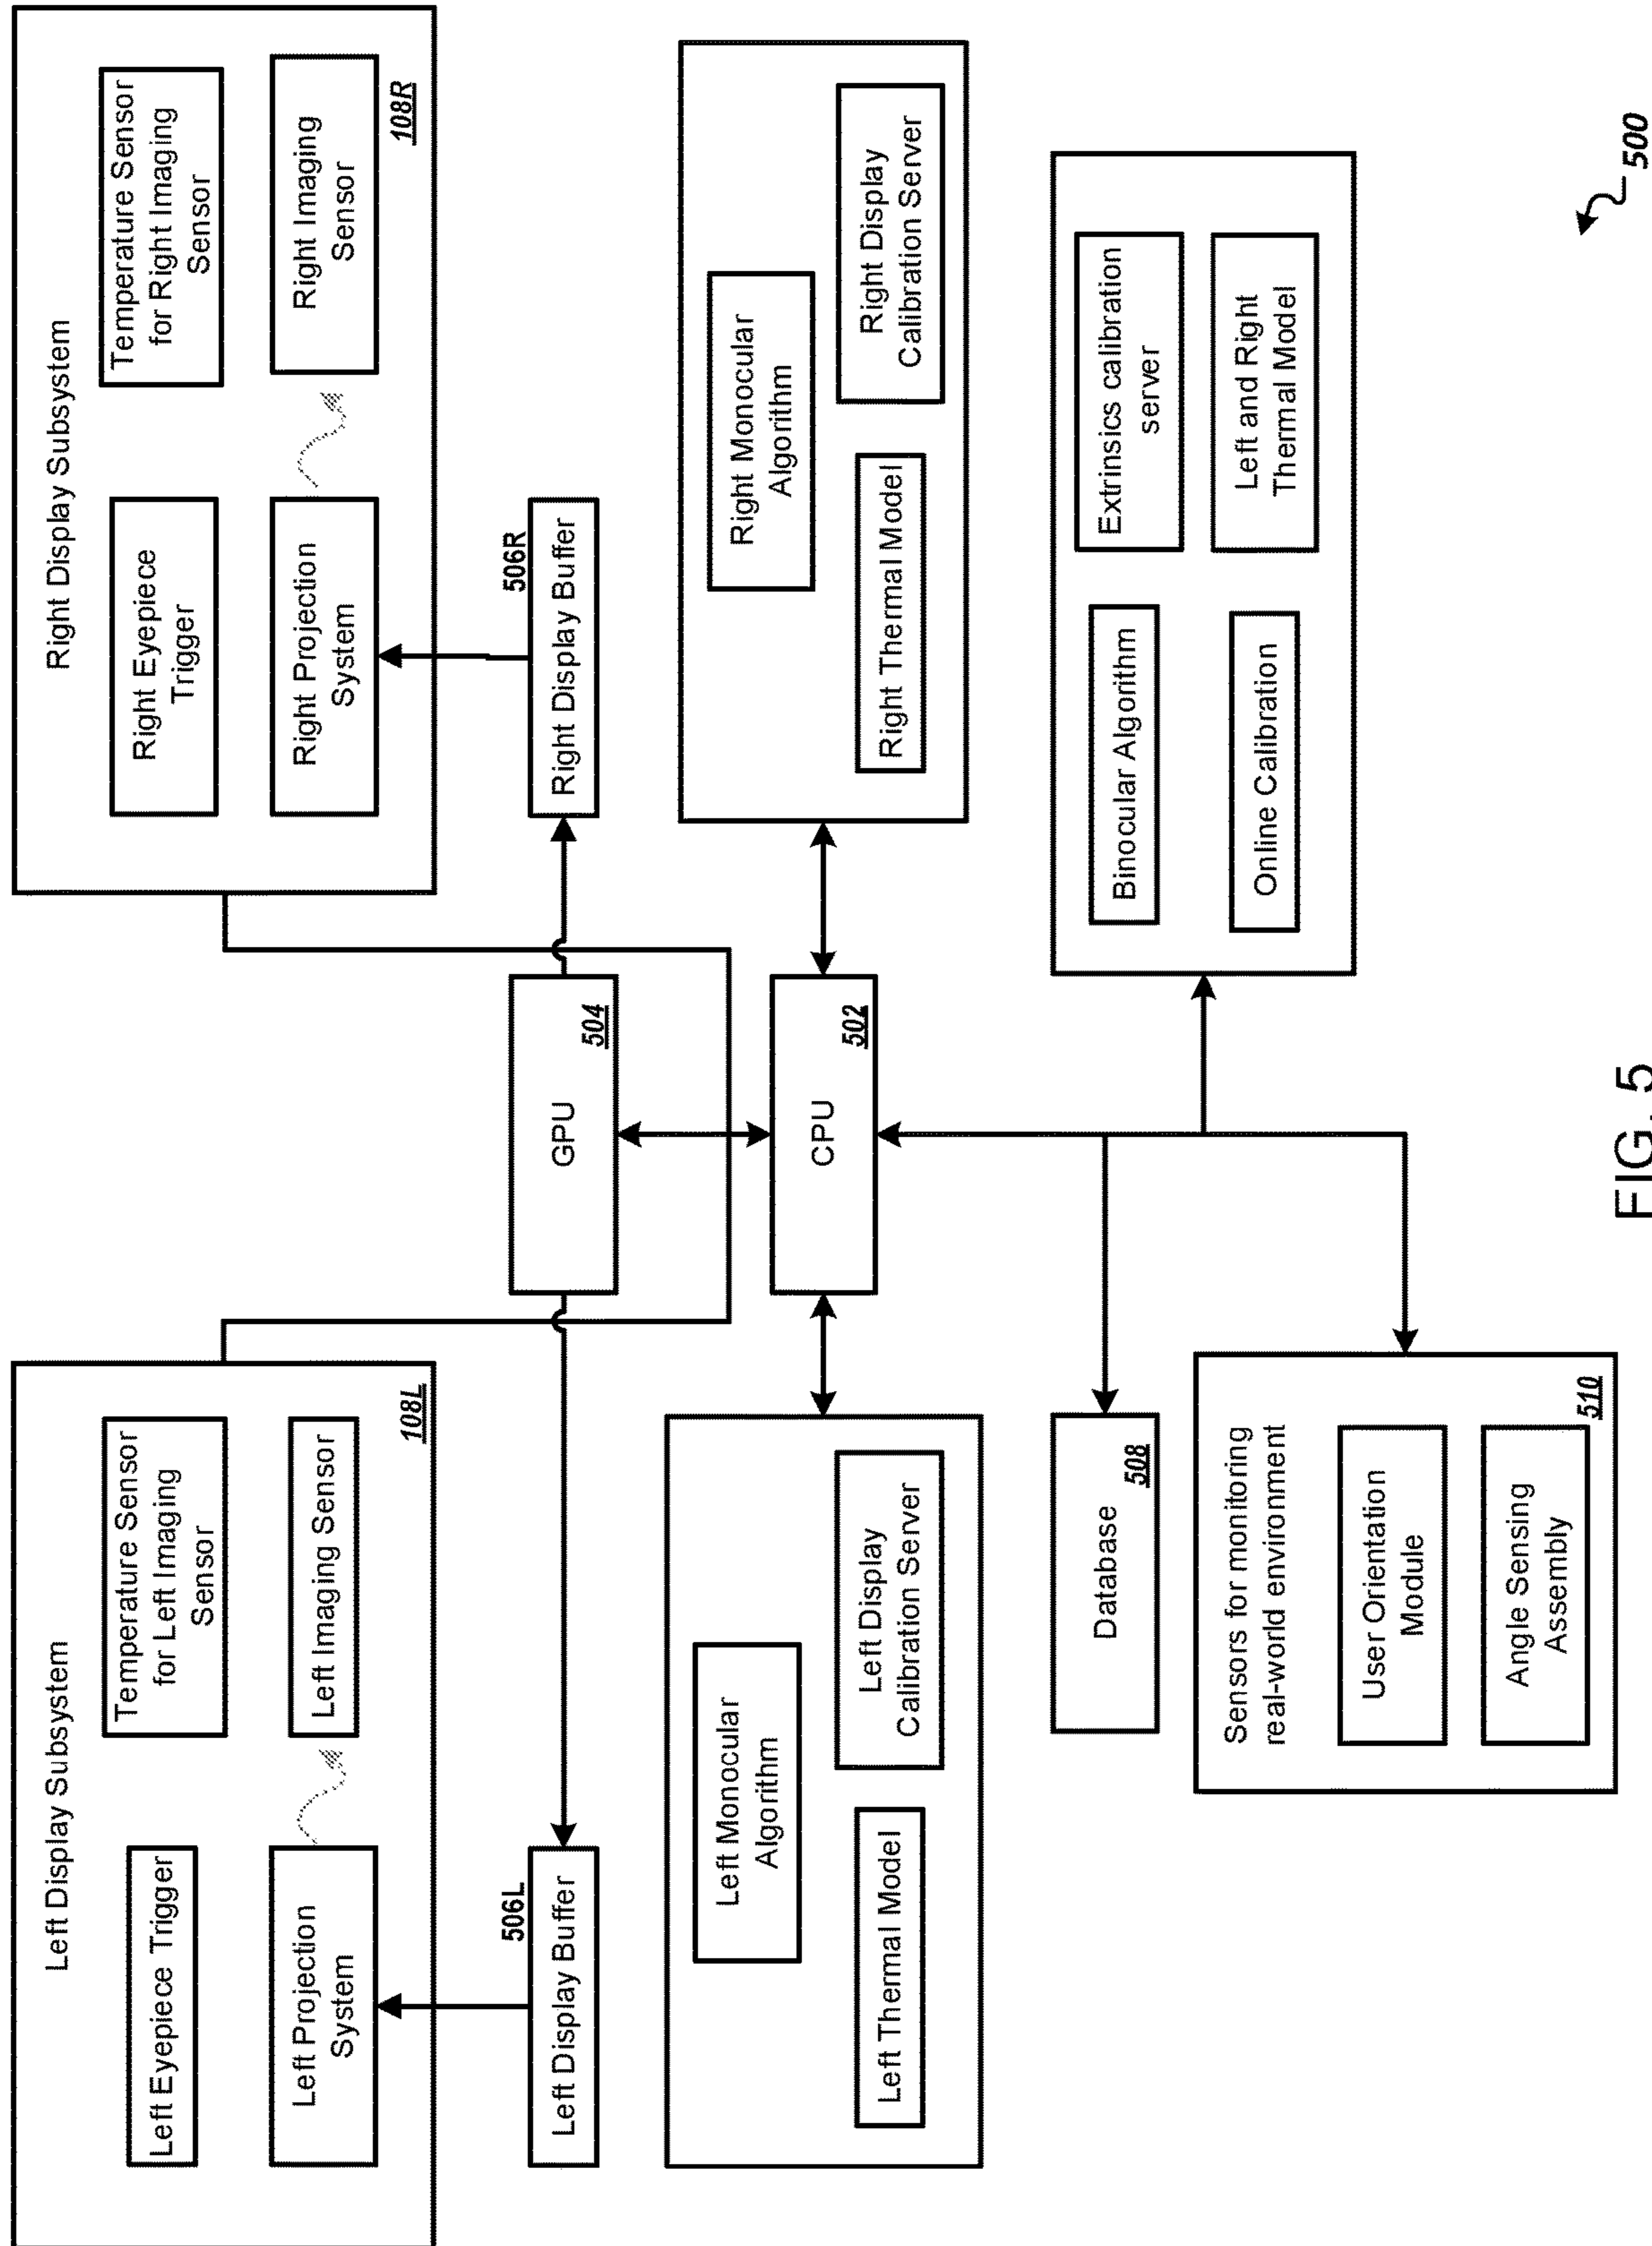 Left Display Subsystem
Left Eyepiece Trigger
Temperature Sensor
for Left Imaging
Sensor
Left Projection
System
Left Imaging Sensor
108L
Right Display Subsystem
Right Eyepiece
Trigger
Temperature Sensor
for Right Imaging
Sensor
Right Projection
System
Right Imaging
Sensor
108R
506L
Left Display Buffer
GPU
504
506R
Right Display Buffer
Left Monocular
Algorithm
Left Thermal Model
Left Display
Calibration Server
CPU
502
Right Monocular
Algorithm
Right Thermal Model
Right Display
Calibration Server
Database
508
Binocular Algorithm
Extrinsics calibration
server
Online Calibration
Left and Right
Thermal Model
Sensors for monitoring
real-world environment
User Orientation
Module
Angle Sensing
Assembly
510
500
FIG. 5